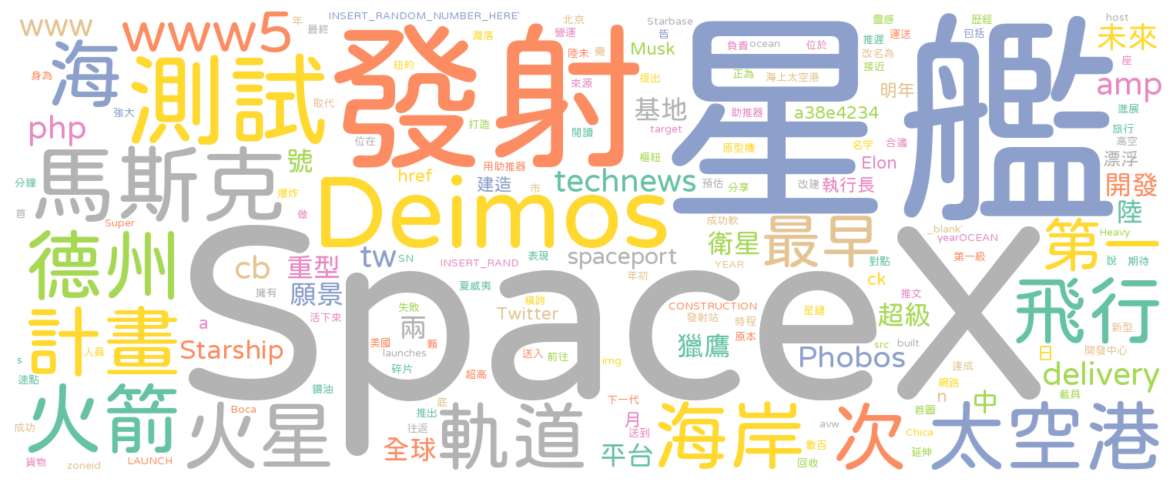 www
INSERT_RANDOM_NUMBER_HERE'
年
最終
北京
營運
皆
Starbase
靈感
歷經
host
海
www5
發射
星艦
未來
身為
強大
測試
取代
紐約
漲落
陸未
需
Musk
推遲
運送
負責
ocean
位於
改名為
包括
座
接近
正為
海上太空港
來源
提出
明年
amp
php
位在
打造
閱讀
基地
target
助推器
a38e4234
進展
旅行
高空
馬斯克
號
用助推器
樞紐
原型機
名字
合適
漂浮
分鐘
爆炸
href
建造
technews
預估
分享
改建
執行長
Elon
開發
首
做
市
Deimos
成功軟
陸
Super
_blank'
yearOCEAN
Heavy
德州
cb
重型
tw
SN
INSERT_RAND
表現
spaceport
衛星
最早
YEAR
第一級
第一
對點
說
期待
擁有
願景
夏威夷
年初
ck
SpaceX
飛行
計畫
a
活下來
失敗
兩
橫跨
Twitter
CONSTRUCTION
發射站
時程
星鏈
推文
超級
新型
s
人員
Starship
美國
顆
launches
原本
獵鷹
src
built
日
開發中心
速點
碎片
送入
前往
img
Phobos
連成
delivery
火箭
鑽油
超高
網路
n
載具
成功
火星
Boca
底
推出
往返
軌道
下一代
月
送到
海岸
avw
次
首圖
中
太空港
Chica
貨物
zoneid
LAUNCH
全球
平台
數百
回收
延伸